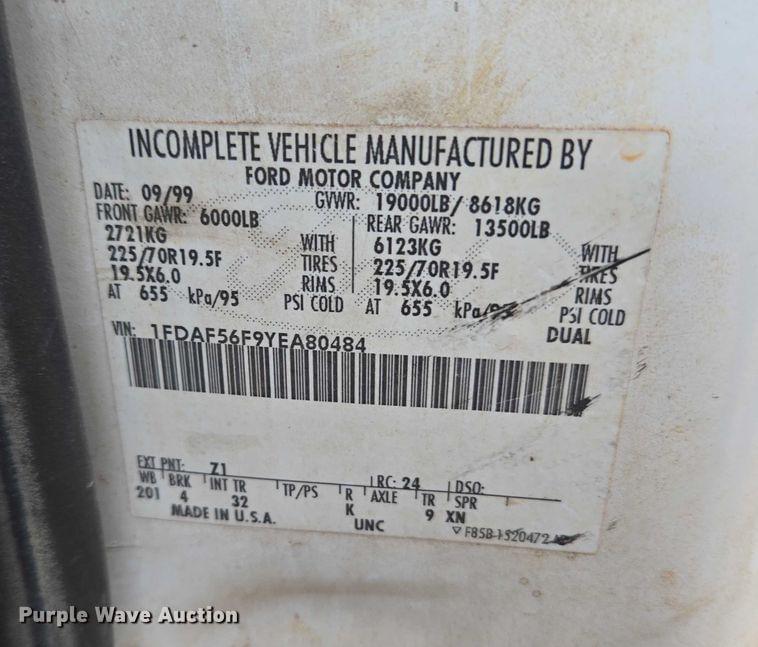 INCOMPLETE VEHICLE MANUFACTURED BY
FORD MOTOR COMPANY
DATE: 09/99 GVWR: 19000LB/ 8618KG
FRONT GAWR: 6000LB REAR GAWR: 13500LB
2721KG WITH 6123KG WITH
225/70R19.5F TIRES 225/70R19.5F TIRES
19.5X6.0 RIMS 19.5X6.0 RIMS
AT 655 kPa/95 PSI COLD AT 655 kPa/95 PSI COLD
VIN: 1FDAF56F9YEA80484 DUAL
EXT PNT: Z1 RC: 24 DSO:
WB BRK INT TR TP/PS R AXLE TR SPR
201 4 32 K 9 XN
MADE IN U.S.A. UNC
F85B-1520472
Purple Wave Auction